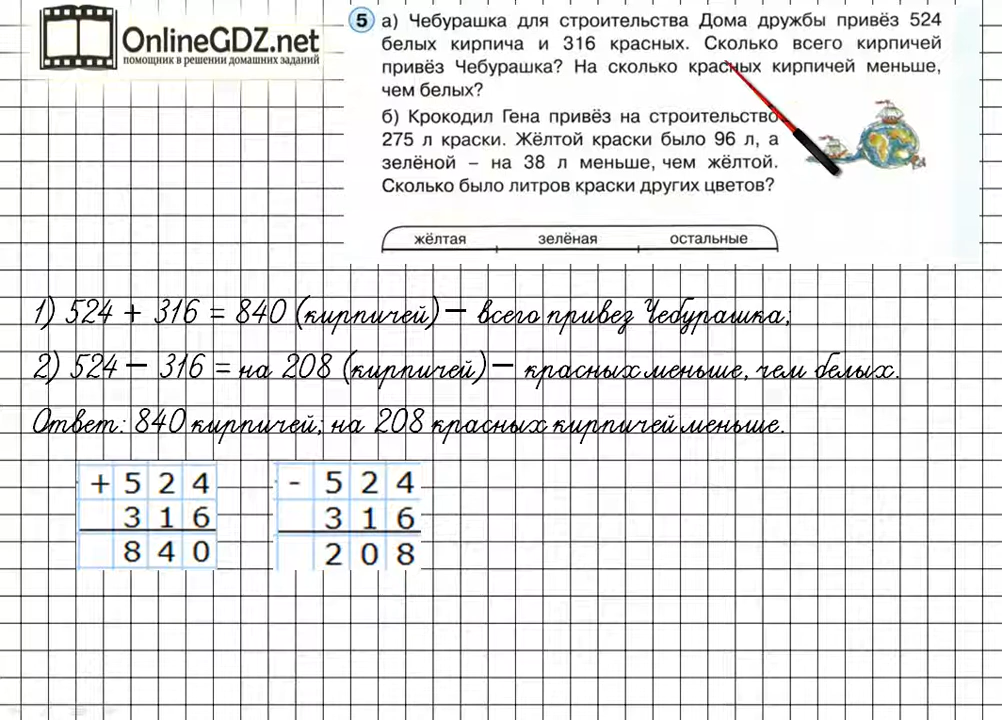 OnlineGDZ.net
помощник в решении домашних заданий
5 а) Чебурашка для строительства Дома дружбы привёз 524
белых кирпича и 316 красных. Сколько всего кирпичей
привёз Чебурашка? На сколько красных кирпичей меньше,
чем белых?
б) Крокодил Гена привёз на строительство
275 л краски. Жёлтой краски было 96 л, а
зелёной – на 38 л меньше, чем жёлтой.
Сколько было литров краски других цветов?
жёлтая зелёная остальные
1) 524 + 316 = 840 (кирпичей) – всего привез Чебурашка;
2) 524 – 316 = на 208 (кирпичей) – красных меньше, чем белых.
Ответ: 840 кирпичей; на 208 красных кирпичей меньше.
+ 5 2 4
3 1 6
8 4 0
- 5 2 4
3 1 6
2 0 8